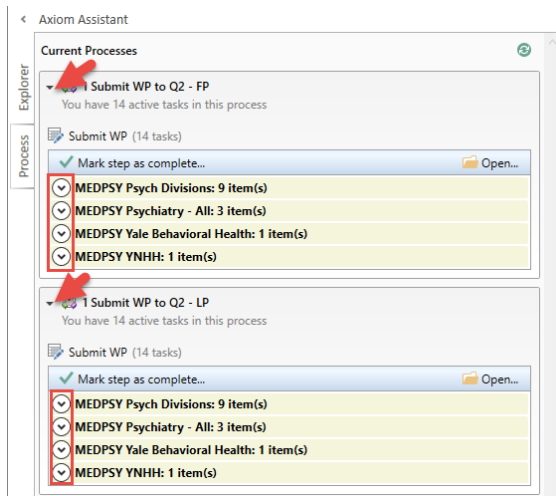 Axiom Assistant
Explorer
Process
Current Processes
1 Submit WP to Q2 - FP
You have 14 active tasks in this process
Submit WP (14 tasks)
Mark step as complete... Open...
MEDPSY Psych Divisions: 9 item(s)
MEDPSY Psychiatry - All: 3 item(s)
MEDPSY Yale Behavioral Health: 1 item(s)
MEDPSY YNHH: 1 item(s)
1 Submit WP to Q2 - LP
You have 14 active tasks in this process
Submit WP (14 tasks)
Mark step as complete... Open...
MEDPSY Psych Divisions: 9 item(s)
MEDPSY Psychiatry - All: 3 item(s)
MEDPSY Yale Behavioral Health: 1 item(s)
MEDPSY YNHH: 1 item(s)